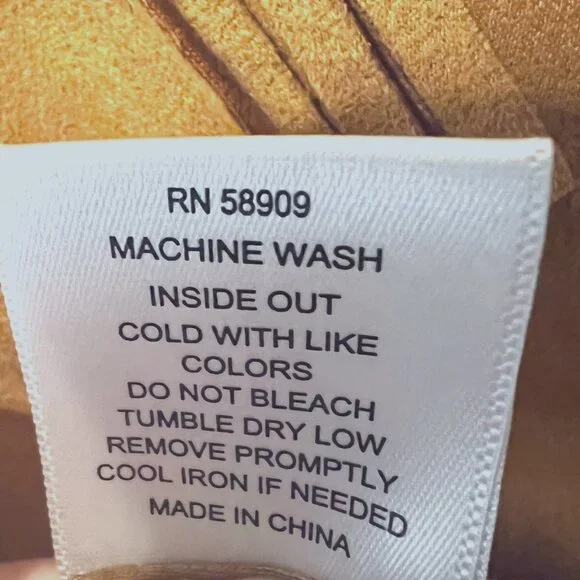 RN 58909
MACHINE WASH
INSIDE OUT
COLD WITH LIKE
COLORS
DO NOT BLEACH
TUMBLE DRY LOW
REMOVE PROMPTLY
COOL IRON IF NEEDED
MADE IN CHINA